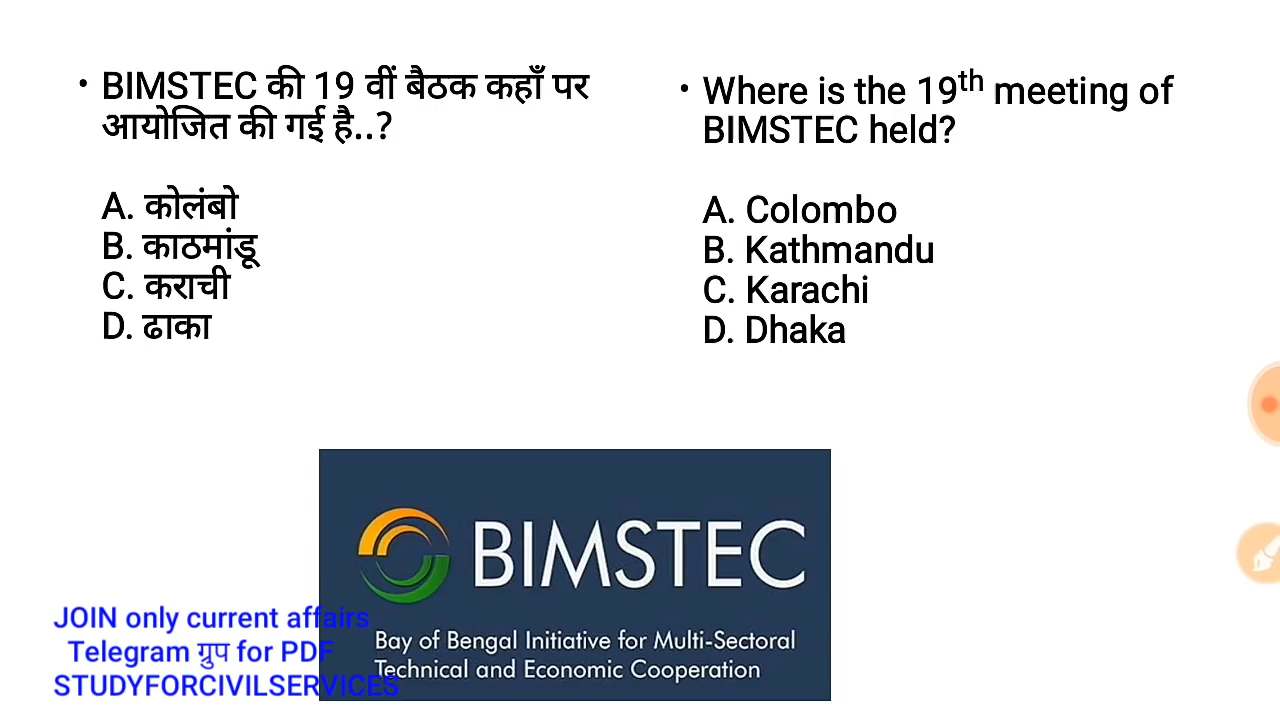 • BIMSTEC की 19 वीं बैठक कहाँ पर
आयोजित की गई है..?
A. कोलंबो
B. काठमांडू
C. कराची
D. ढाका
• Where is the 19th meeting of
BIMSTEC held?
A. Colombo
B. Kathmandu
C. Karachi
D. Dhaka
BIMSTEC
Bay of Bengal Initiative for Multi-Sectoral
Technical and Economic Cooperation
JOIN only current affairs
Telegram ग्रुप for PDF
STUDYFORCIVILSERVICES